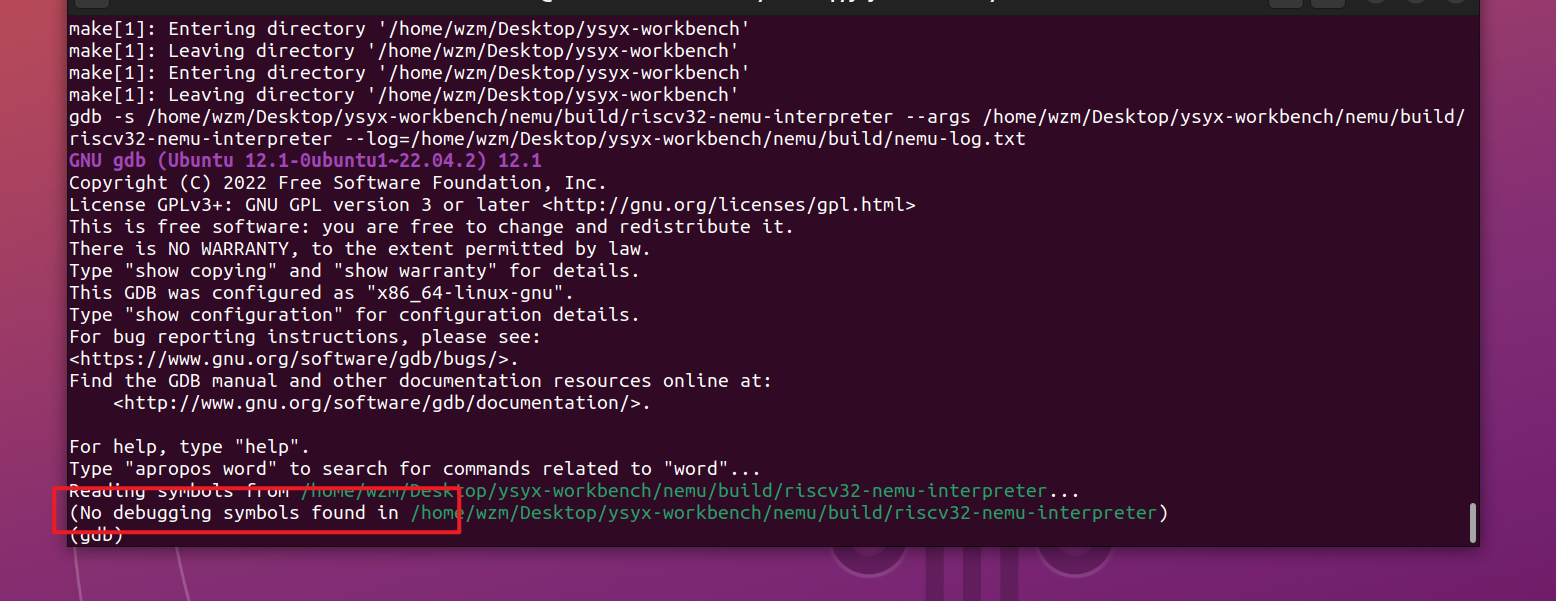 make[1]: Entering directory '/home/wzm/Desktop/ysyx-workbench'
make[1]: Leaving directory '/home/wzm/Desktop/ysyx-workbench'
make[1]: Entering directory '/home/wzm/Desktop/ysyx-workbench'
make[1]: Leaving directory '/home/wzm/Desktop/ysyx-workbench'
gdb -s /home/wzm/Desktop/ysyx-workbench/nemu/build/riscv32-nemu-interpreter --args /home/wzm/Desktop/ysyx-workbench/nemu/build/
riscv32-nemu-interpreter --log=/home/wzm/Desktop/ysyx-workbench/nemu/build/nemu-log.txt
GNU gdb (Ubuntu 12.1-0ubuntu1~22.04.2) 12.1
Copyright (C) 2022 Free Software Foundation, Inc.
License GPLv3+: GNU GPL version 3 or later <http://gnu.org/licenses/gpl.html>
This is free software: you are free to change and redistribute it.
There is NO WARRANTY, to the extent permitted by law.
Type "show copying" and "show warranty" for details.
This GDB was configured as "x86_64-linux-gnu".
Type "show configuration" for configuration details.
For bug reporting instructions, please see:
<https://www.gnu.org/software/gdb/bugs/>.
Find the GDB manual and other documentation resources online at:
    <http://www.gnu.org/software/gdb/documentation/>.

For help, type "help".
Type "apropos word" to search for commands related to "word"...
Reading symbols from /home/wzm/Desktop/ysyx-workbench/nemu/build/riscv32-nemu-interpreter...
(No debugging symbols found in /home/wzm/Desktop/ysyx-workbench/nemu/build/riscv32-nemu-interpreter)
(gdb)